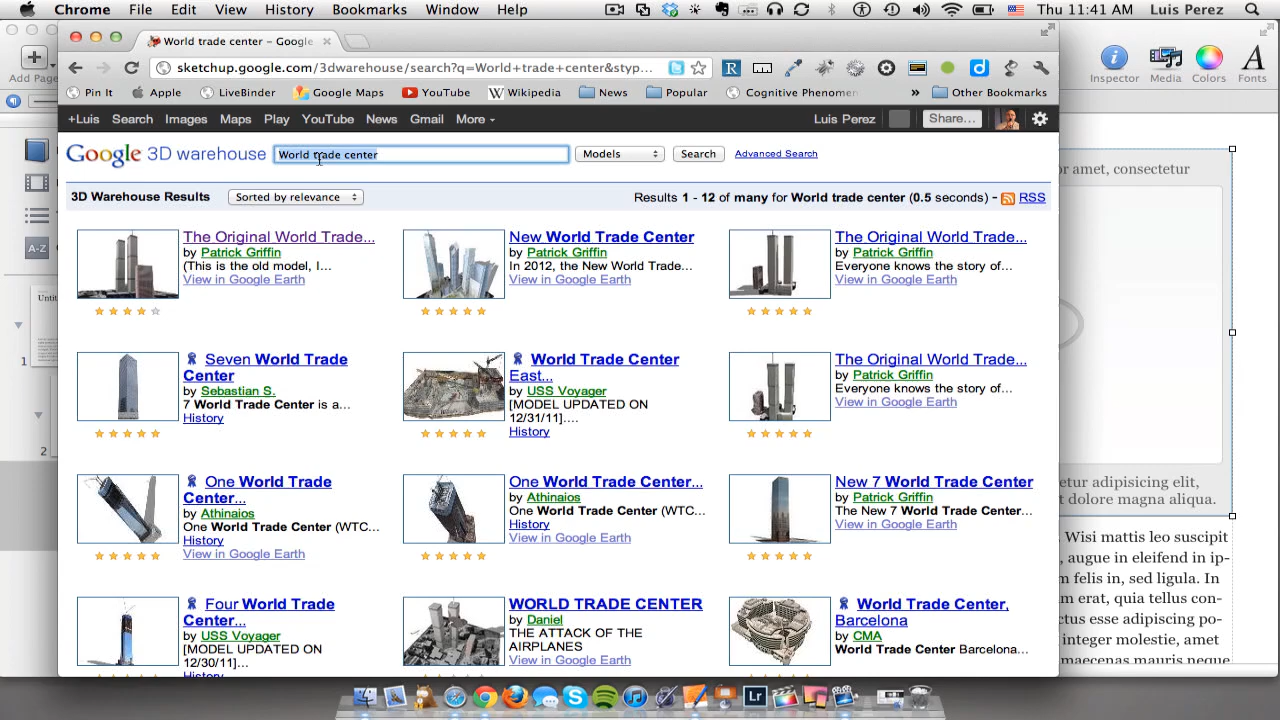 Chrome File Edit View History Bookmarks Window Help Thu 11:41 AM Luis Perez
World trade center – Google
sketchup.google.com/3dwarehouse/search?q=World+trade+center&styp...
Pin It Apple LiveBinder Google Maps YouTube Wikipedia News Popular Cognitive Phenomen » Other Bookmarks
+Luis Search Images Maps Play YouTube News Gmail More Luis Perez Share...
Google 3D warehouse World trade center Models Search Advanced Search
3D Warehouse Results Sorted by relevance Results 1 - 12 of many for World trade center (0.5 seconds) - RSS
The Original World Trade...
by Patrick Griffin
(This is the old model, I...
View in Google Earth
New World Trade Center
by Patrick Griffin
In 2012, the New World Trade...
View in Google Earth
The Original World Trade...
by Patrick Griffin
Everyone knows the story of...
View in Google Earth
Seven World Trade
Center
by Sebastian S.
7 World Trade Center is a...
History
World Trade Center
East...
by USS Voyager
[MODEL UPDATED ON
12/31/11]....
History
The Original World Trade...
by Patrick Griffin
Everyone knows the story of...
View in Google Earth
One World Trade
Center...
by Athinaios
One World Trade Center (WTC...
History
View in Google Earth
One World Trade Center...
by Athinaios
One World Trade Center (WTC...
History
View in Google Earth
New 7 World Trade Center
by Patrick Griffin
The New 7 World Trade Center...
View in Google Earth
Four World Trade
Center...
by USS Voyager
[MODEL UPDATED ON
12/30/11]...
History
WORLD TRADE CENTER
by Daniel
THE ATTACK OF THE
AIRPLANES
View in Google Earth
World Trade Center,
Barcelona
by CMA
World Trade Center Barcelona...
Add Page
A-Z
Untit
1
2
Inspector Media Colors Fonts
or amet, consectetur
etur adipiscing elit,
t dolore magna aliqua.
Wisi mattis leo suscipit
, augue in eleifend in ip-
m felis in, sed ligula. In
am erat, quia tellus con-
ctus esse adipiscing po-
integer molestie, amet
maecenas mauris neque
Lr